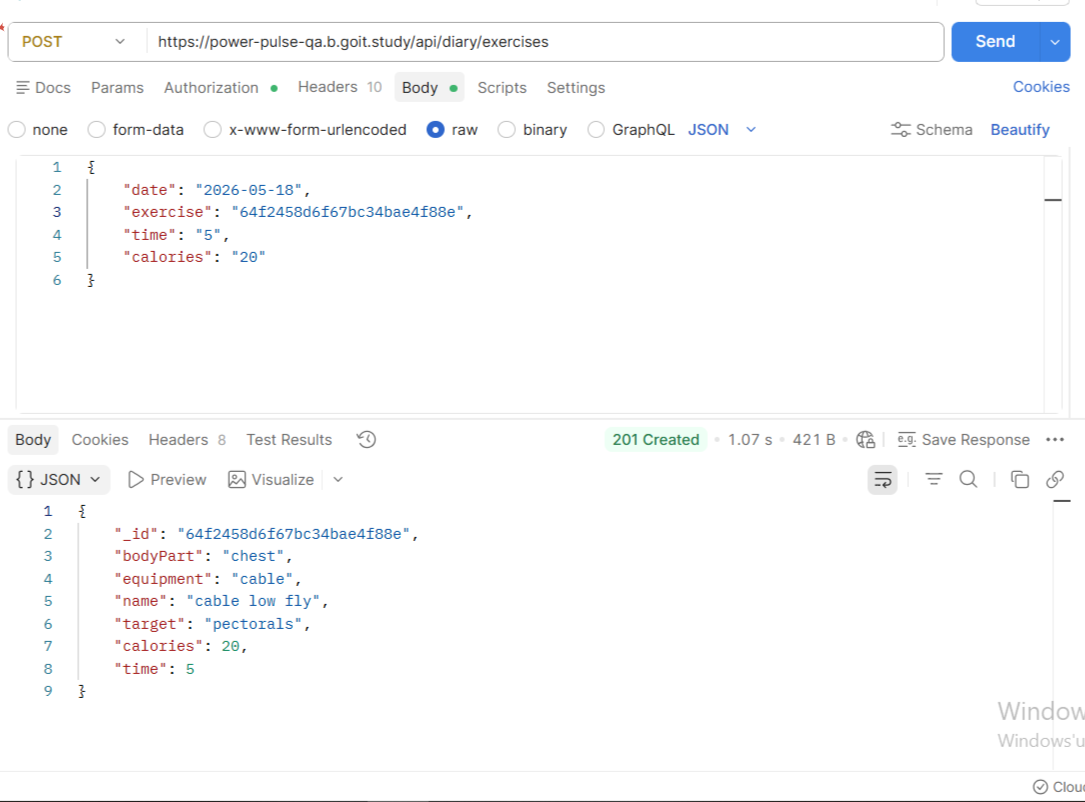 POST https://power-pulse-qa.b.goit.study/api/diary/exercises Send
Docs Params Authorization Headers 10 Body Scripts Settings Cookies
none form-data x-www-form-urlencoded raw binary GraphQL JSON Schema Beautify
1 {
2 "date": "2026-05-18",
3 "exercise": "64f2458d6f67bc34bae4f88e",
4 "time": "5",
5 "calories": "20"
6 }
Body Cookies Headers 8 Test Results 201 Created • 1.07 s • 421 B • e.g. Save Response
{} JSON Preview Visualize
1 {
2 "_id": "64f2458d6f67bc34bae4f88e",
3 "bodyPart": "chest",
4 "equipment": "cable",
5 "name": "cable low fly",
6 "target": "pectorals",
7 "calories": 20,
8 "time": 5
9 }
Window
Windows'u
Clou